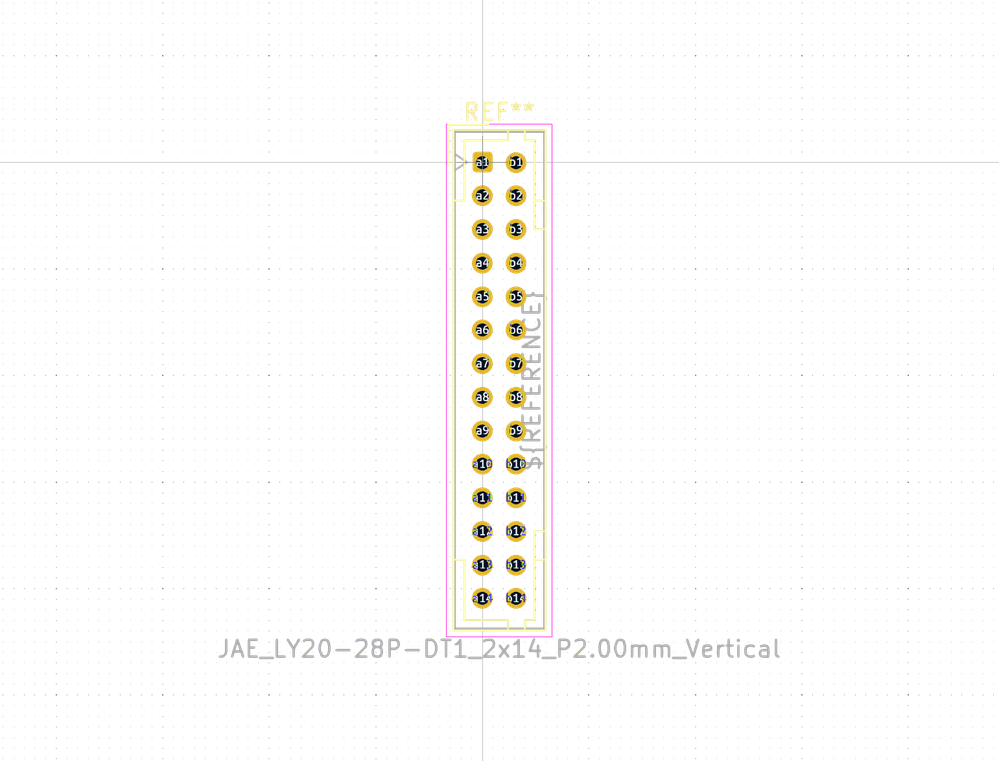 REF**
a1 b1
a2 b2
a3 b3
a4 b4
a5 b5
a6 b6
a7 b7
a8 b8
a9 b9
a10 b10
a11 b11
a12 b12
a13 b13
a14 b14
${REFERENCE}
JAE_LY20-28P-DT1_2x14_P2.00mm_Vertical